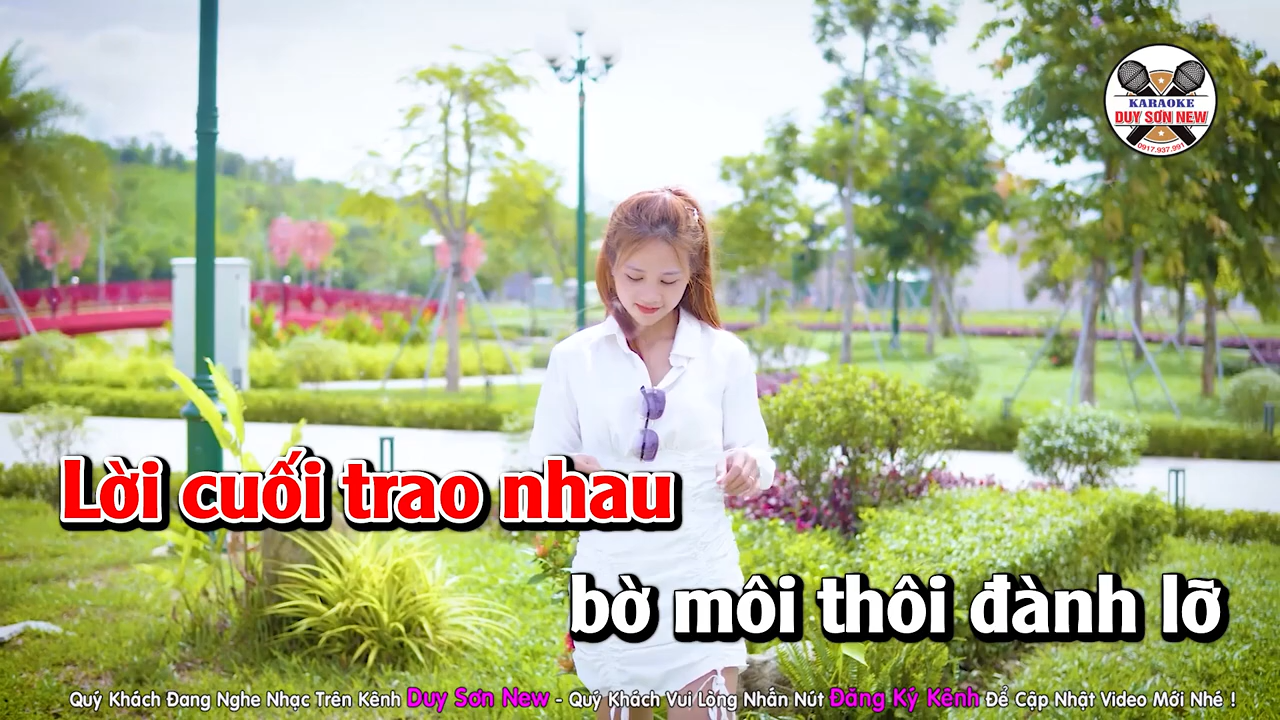 KARAOKE
DUY SƠN NEW
0917.937.991
Lời cuối trao nhau
bờ môi thôi đành lỡ
Quý Khách Đang Nghe Nhạc Trên Kênh Duy Sơn New - Quý Khách Vui Lòng Nhấn Nút Đăng Ký Kênh Để Cập Nhật Video Mới Nhé !